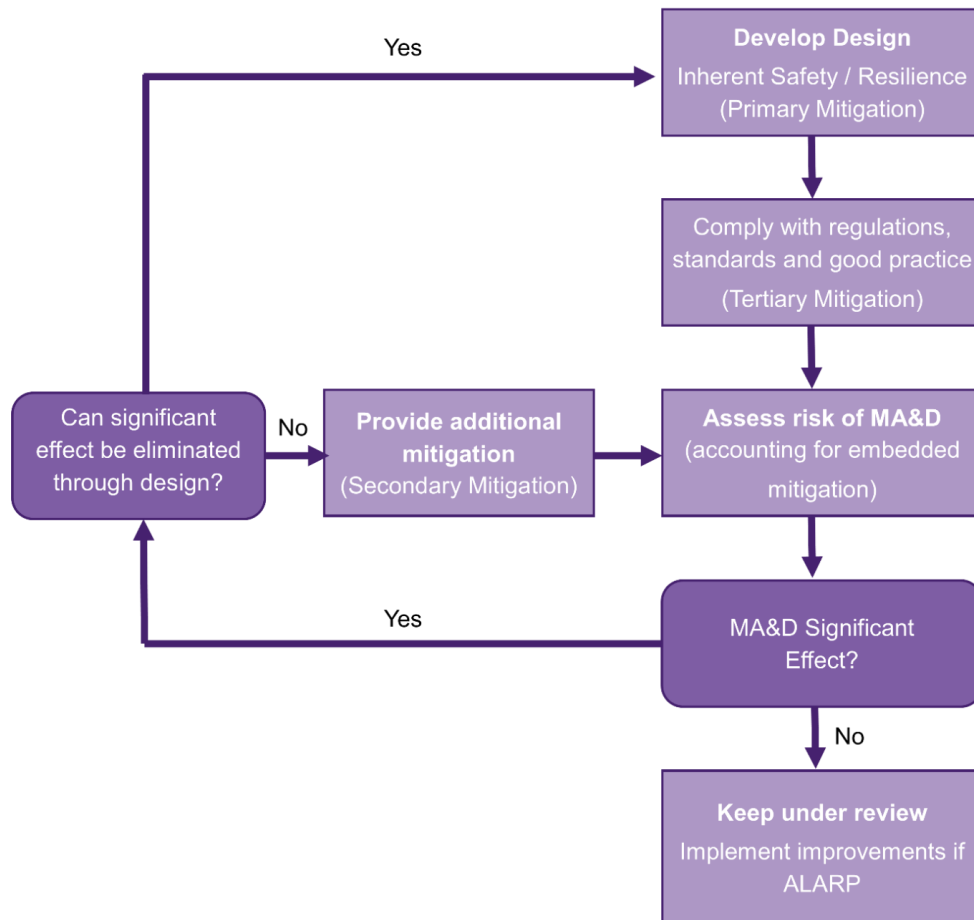 Yes
Develop Design
Inherent Safety / Resilience
(Primary Mitigation)
Comply with regulations,
standards and good practice
(Tertiary Mitigation)
Can significant
effect be eliminated
through design?
No
Provide additional
mitigation
(Secondary Mitigation)
Assess risk of MA&D
(accounting for embedded
mitigation)
Yes
MA&D Significant
Effect?
No
Keep under review
Implement improvements if
ALARP